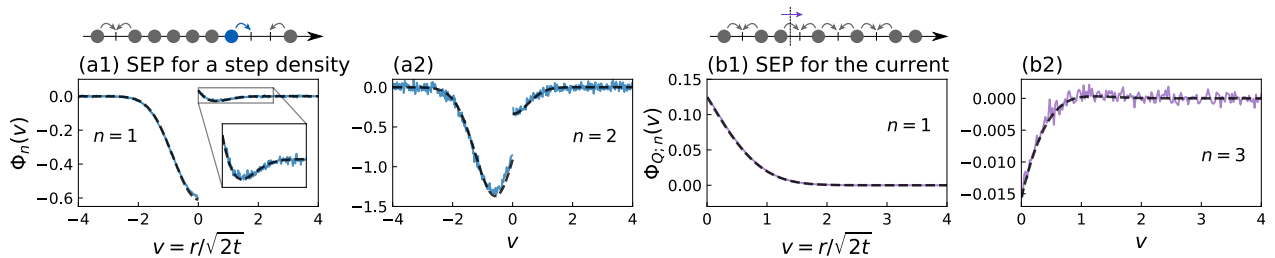 (a1) SEP for a step density
Φₙ(v)
0.0
−0.2
−0.4
−0.6
n = 1
−4 −2 0 2 4
v = r/√2t
(a2)
0.0
−0.5
−1.0
−1.5
n = 2
−4 −2 0 2 4
v
(b1) SEP for the current
Φ_{Q;n}(v)
0.15
0.10
0.05
0.00
n = 1
0 1 2 3 4
v = r/√2t
(b2)
0.000
−0.005
−0.010
−0.015
n = 3
0 1 2 3 4
v